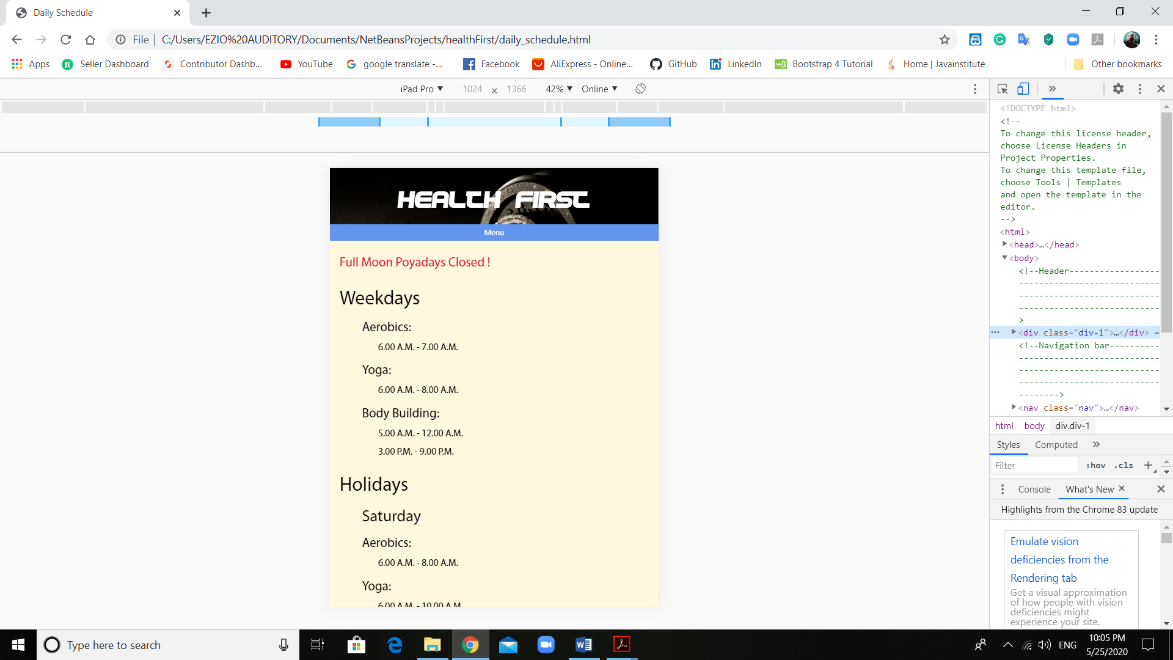 Daily Schedule
File | C:/Users/EZIO%20AUDITORY/Documents/NetBeansProjects/healthFirst/daily_schedule.html
Apps Seller Dashboard Contributor Dashb... YouTube google translate -... Facebook AliExpress - Online... GitHub LinkedIn Bootstrap 4 Tutorial Home | Javainstitute Other bookmarks
iPad Pro ▼ 1024 x 1366 42% ▼ Online ▼
HEALTH FIRST
Menu
Full Moon Poyadays Closed !
Weekdays
Aerobics:
6.00 A.M. - 7.00 A.M.
Yoga:
6.00 A.M. - 8.00 A.M.
Body Building:
5.00 A.M. - 12.00 A.M.
3.00 P.M. - 9.00 P.M.
Holidays
Saturday
Aerobics:
6.00 A.M. - 8.00 A.M.
Yoga:
6.00 A.M. - 10.00 A.M.
<!DOCTYPE html>
<!--
To change this license header,
choose License Headers in
Project Properties.
To change this template file,
choose Tools | Templates
and open the template in the
editor.
-->
<html>
<head>…</head>
<body>
<!--Header----------------------
--------------------------------
--------------------------------
--------------------------------
>
<div class="div-1">…</div>
<!--Navigation bar----------
--------------------------------
--------------------------------
--------------------------------
-------->
<nav class="nav">…</nav>
html body div.div-1
Styles Computed »
Filter :hov .cls +
Console What's New ×
Highlights from the Chrome 83 update
Emulate vision
deficiencies from the
Rendering tab
Get a visual approximation
of how people with vision
deficiencies might
experience your site.
Type here to search
ENG
10:05 PM
5/25/2020